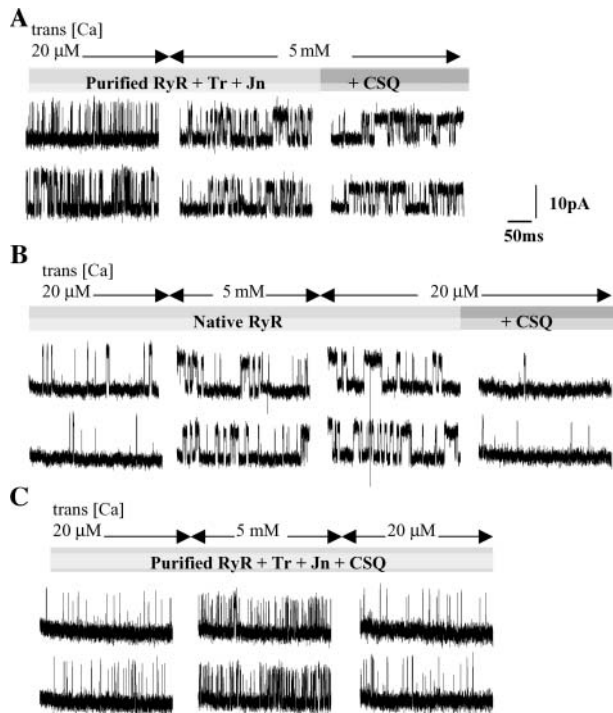 A
trans [Ca]
20 µM 5 mM
Purified RyR + Tr + Jn + CSQ
10pA
50ms
B
trans [Ca]
20 µM 5 mM 20 µM
Native RyR + CSQ
C
trans [Ca]
20 µM 5 mM 20 µM
Purified RyR + Tr + Jn + CSQ